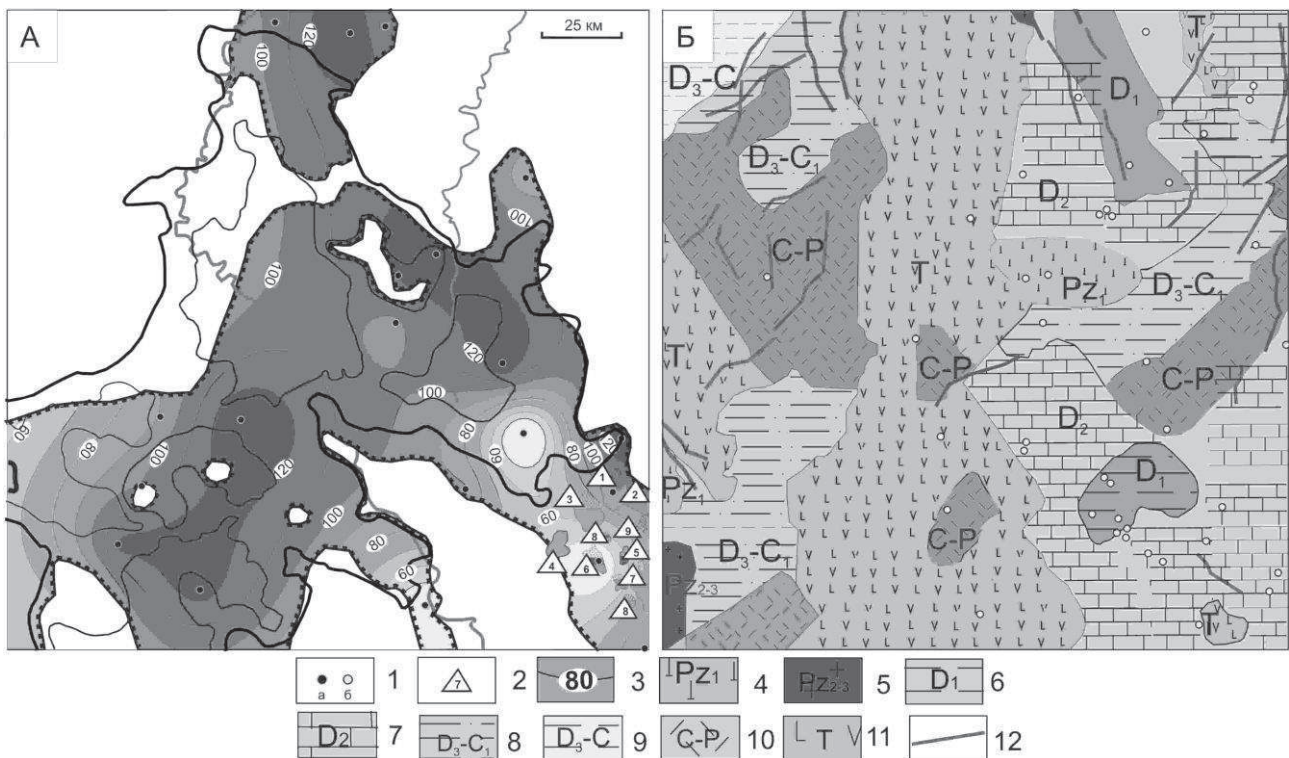 А
25 км
120
100
100
100
120
100
80
60
80
100
120
60
80
100
120
100
80
60
60
1
2
3
9
8
5
4
6
7
8
Б
D₃-C
T
D₁
D₃-C₁
D₂
C-P
T
Pz₁
D₃-C₁
T
C-P
C-P
D₂
Pz₁
D₁
D₃-C₁
C-P
Pz₂₋₃
T
а б 1
7 2
80 3
Pz₁ 4
Pz₂₋₃ 5
D₁ 6
D₂ 7
D₃-C₁ 8
D₃-C 9
C-P 10
L T V 11
12